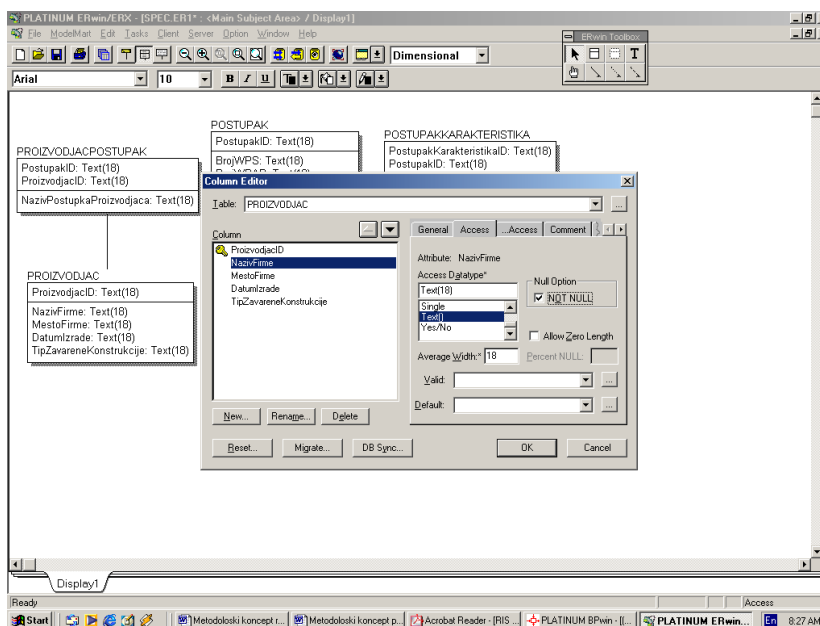 PLATINUM ERwin/ERX - [SPEC.ER1* : <Main Subject Area> / Display1]
File ModelMart Edit Tasks Client Server Option Window Help
ERwin Toolbox
Dimensional
T
Arial 10 B I U
POSTUPAK
PostupakID: Text(18)
BrojWPS: Text(18)
POSTUPAKKARAKTERISTIKA
PostupakKarakteristikaID: Text(18)
PostupakID: Text(18)
PROIZVODJACPOSTUPAK
PostupakID: Text(18)
ProizvodjacID: Text(18)
NazivPostupkaProizvodjaca: Text(18)
PROIZVODJAC
ProizvodjacID: Text(18)
NazivFirme: Text(18)
MestoFirme: Text(18)
DatumIzrade: Text(18)
TipZavareneKonstrukcije: Text(18)
Column Editor
Table: PROIZVODJAC ...
Column
ProizvodjacID
NazivFirme
MestoFirme
DatumIzrade
TipZavareneKonstrukcije
General Access ...Access Comment
Attribute: NazivFirme
Access Datatype*
Text(18)
Single
Text()
Yes/No
Null Option
NOT NULL
Allow Zero Length
Average Width:* 18 Percent NULL:
Valid: ...
Default: ...
New... Rename... Delete
Reset... Migrate... DB Sync... OK Cancel
Display1
Ready Access
Start Metodoloski koncept r... Metodoloski koncept p... Acrobat Reader - [RIS ... PLATINUM BPwin - [(... PLATINUM ERwin... En 8:27 AM